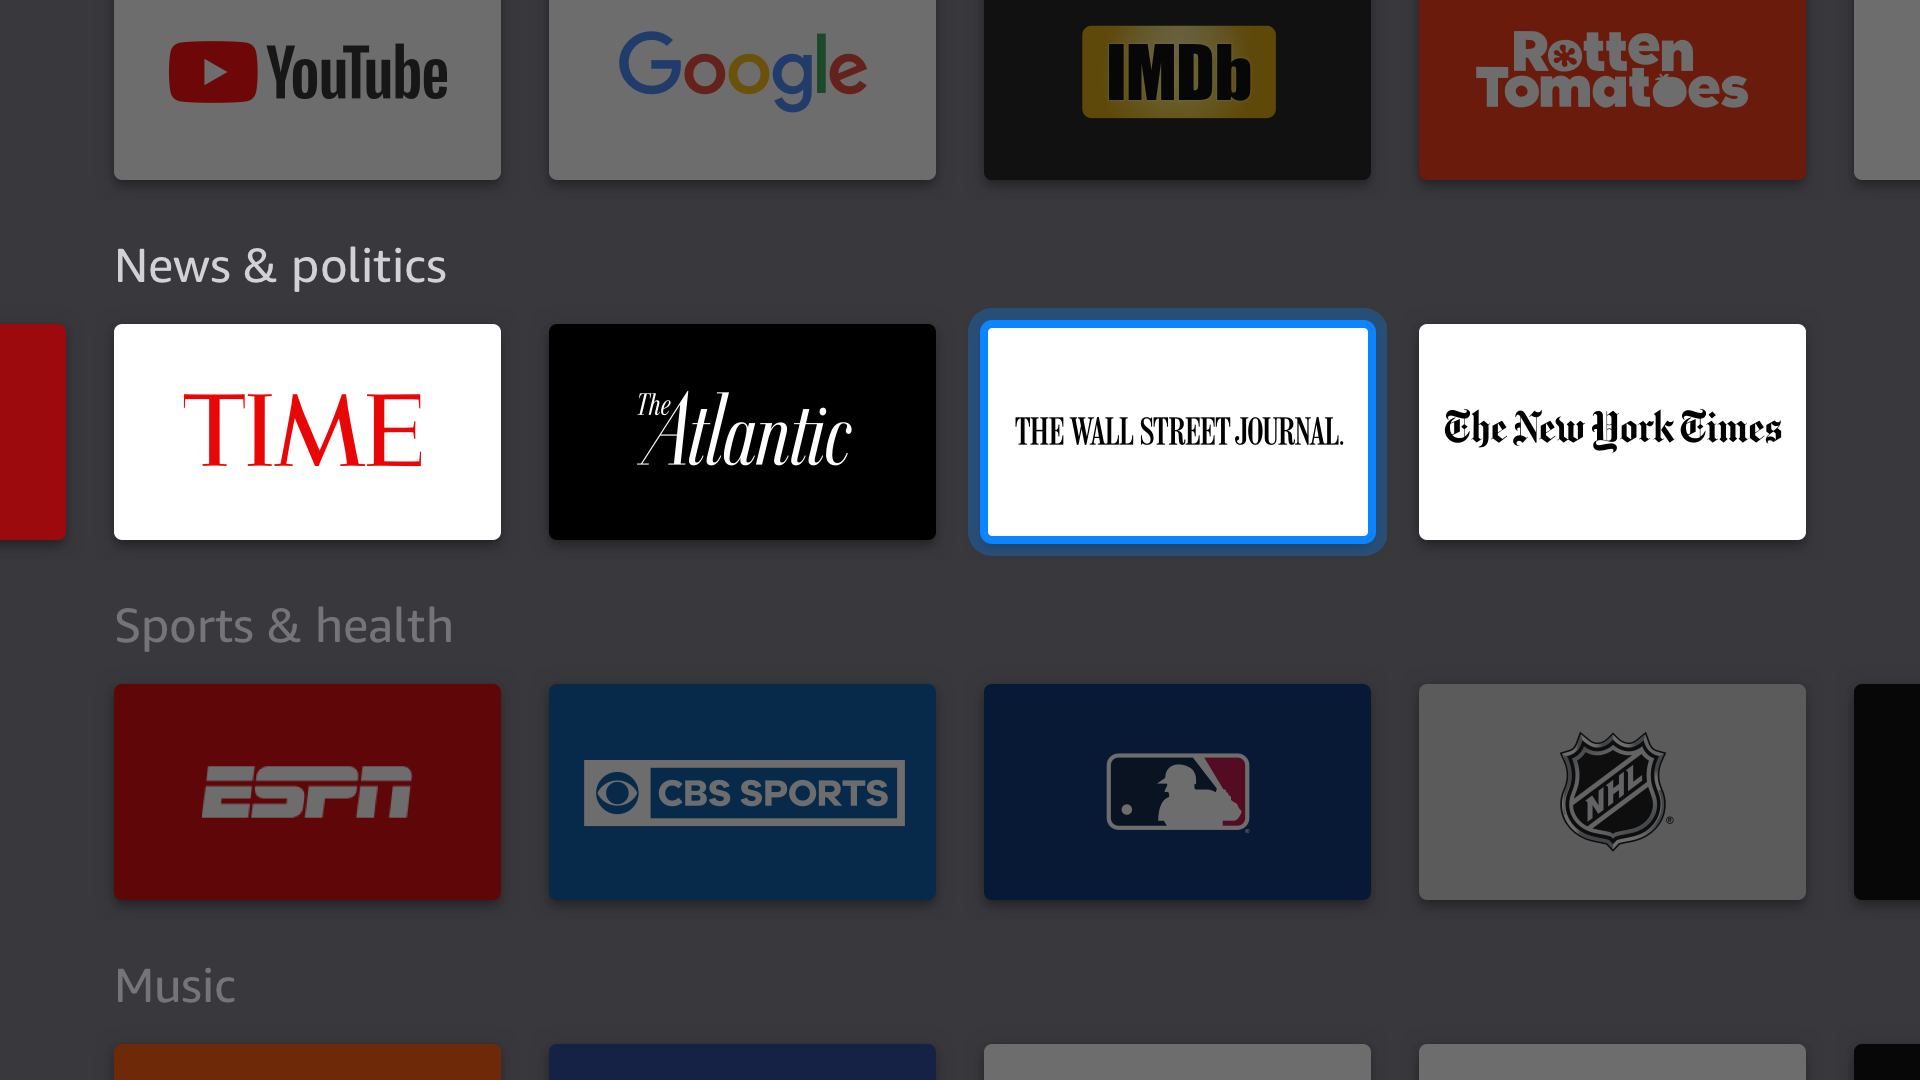 YouTube
Google
IMDb
Rotten
Tomatoes
News & politics
TIME
The Atlantic
THE WALL STREET JOURNAL.
The New York Times
Sports & health
ESPN
CBS SPORTS
NHL
Music